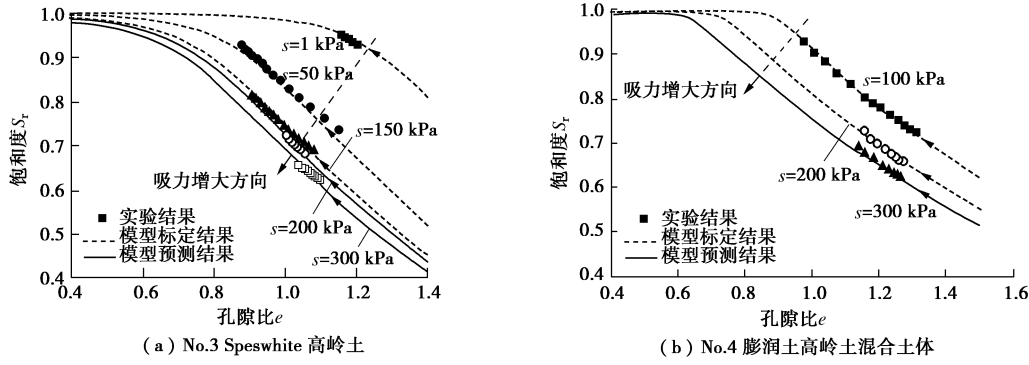 1.0
0.9
0.8
0.7
0.6
0.5
0.4
饱和度Sr
s=1 kPa
s=50 kPa
s=150 kPa
吸力增大方向
s=200 kPa
s=300 kPa
实验结果
模型标定结果
模型预测结果
0.4 0.6 0.8 1.0 1.2 1.4
孔隙比e
(a) No.3 Speswhite 高岭土
1.0
0.9
0.8
0.7
0.6
0.5
0.4
饱和度Sr
吸力增大方向
s=100 kPa
s=200 kPa
s=300 kPa
实验结果
模型标定结果
模型预测结果
0.4 0.6 0.8 1.0 1.2 1.4 1.6
孔隙比e
(b) No.4 膨润土高岭土混合土体